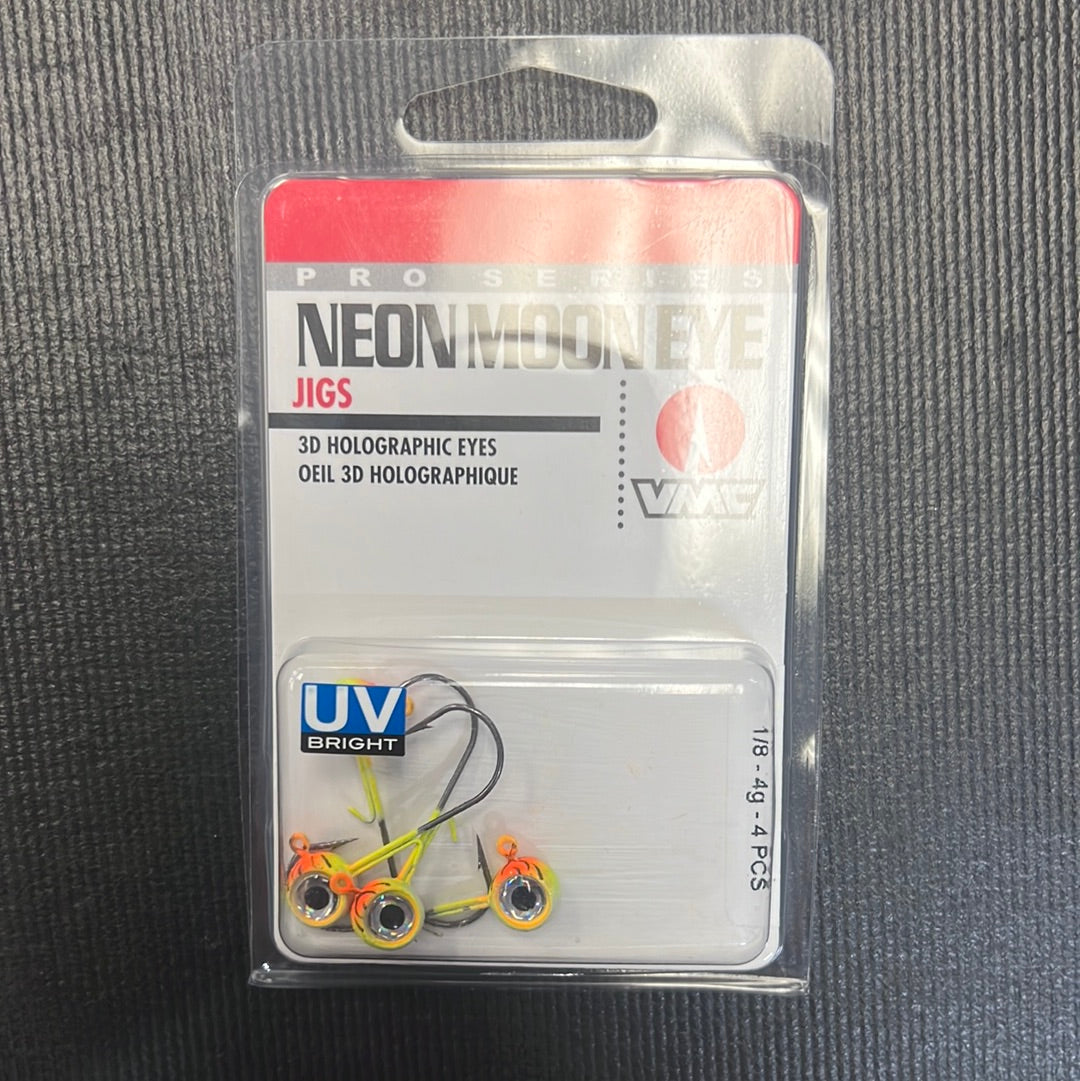 PRO SERIES
NEON MOON EYE
JIGS
3D HOLOGRAPHIC EYES
OEIL 3D HOLOGRAPHIQUE
VMC
UV
BRIGHT
1/8 - 4g - 4 PCS